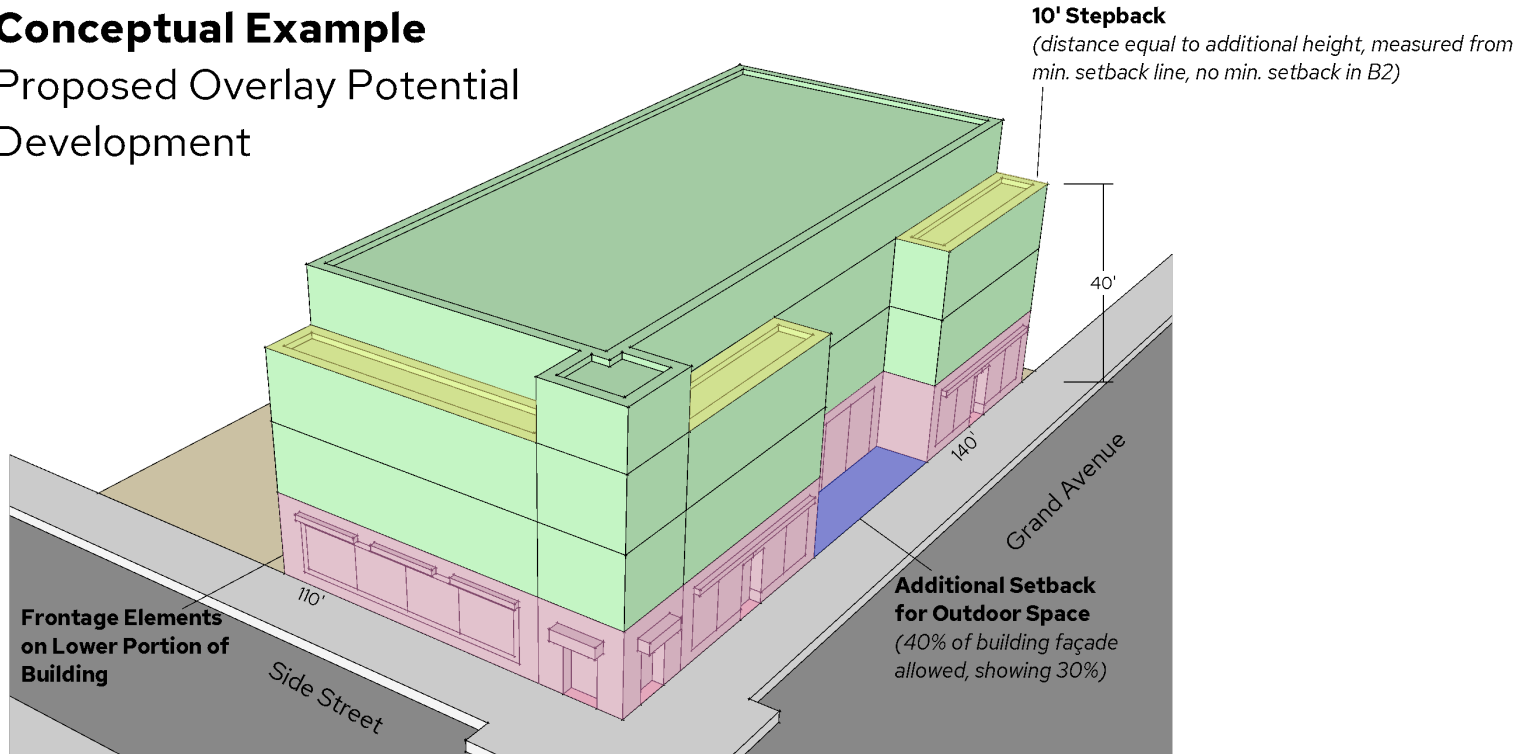 Conceptual Example
Proposed Overlay Potential
Development
10' Stepback
(distance equal to additional height, measured from
min. setback line, no min. setback in B2)
40'
140'
Grand Avenue
Additional Setback
for Outdoor Space
(40% of building façade
allowed, showing 30%)
110'
Frontage Elements
on Lower Portion of
Building
Side Street